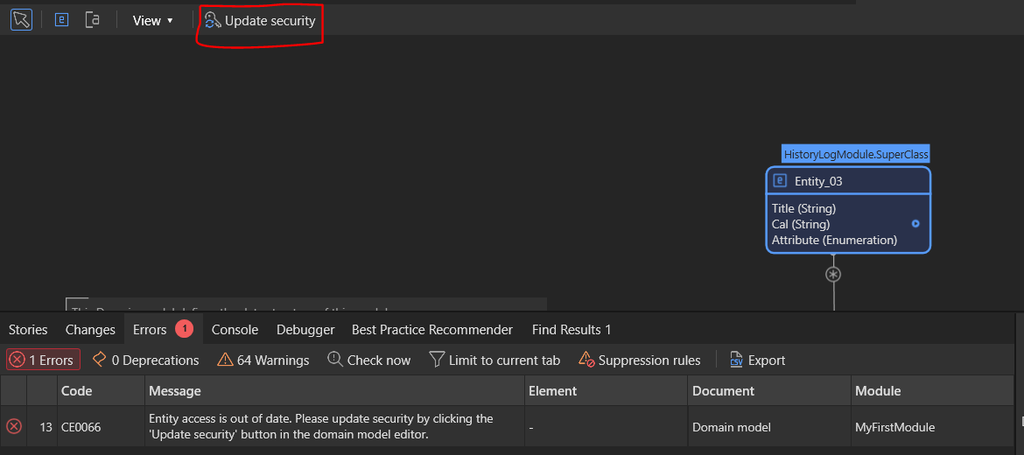 View
Update security
HistoryLogModule.SuperClass
Entity_03
Title (String)
Cal (String)
Attribute (Enumeration)
Stories Changes Errors 1 Console Debugger Best Practice Recommender Find Results 1
1 Errors 0 Deprecations 64 Warnings Check now Limit to current tab Suppression rules Export
Code Message Element Document Module
13 CE0066 Entity access is out of date. Please update security by clicking the
'Update security' button in the domain model editor. - Domain model MyFirstModule